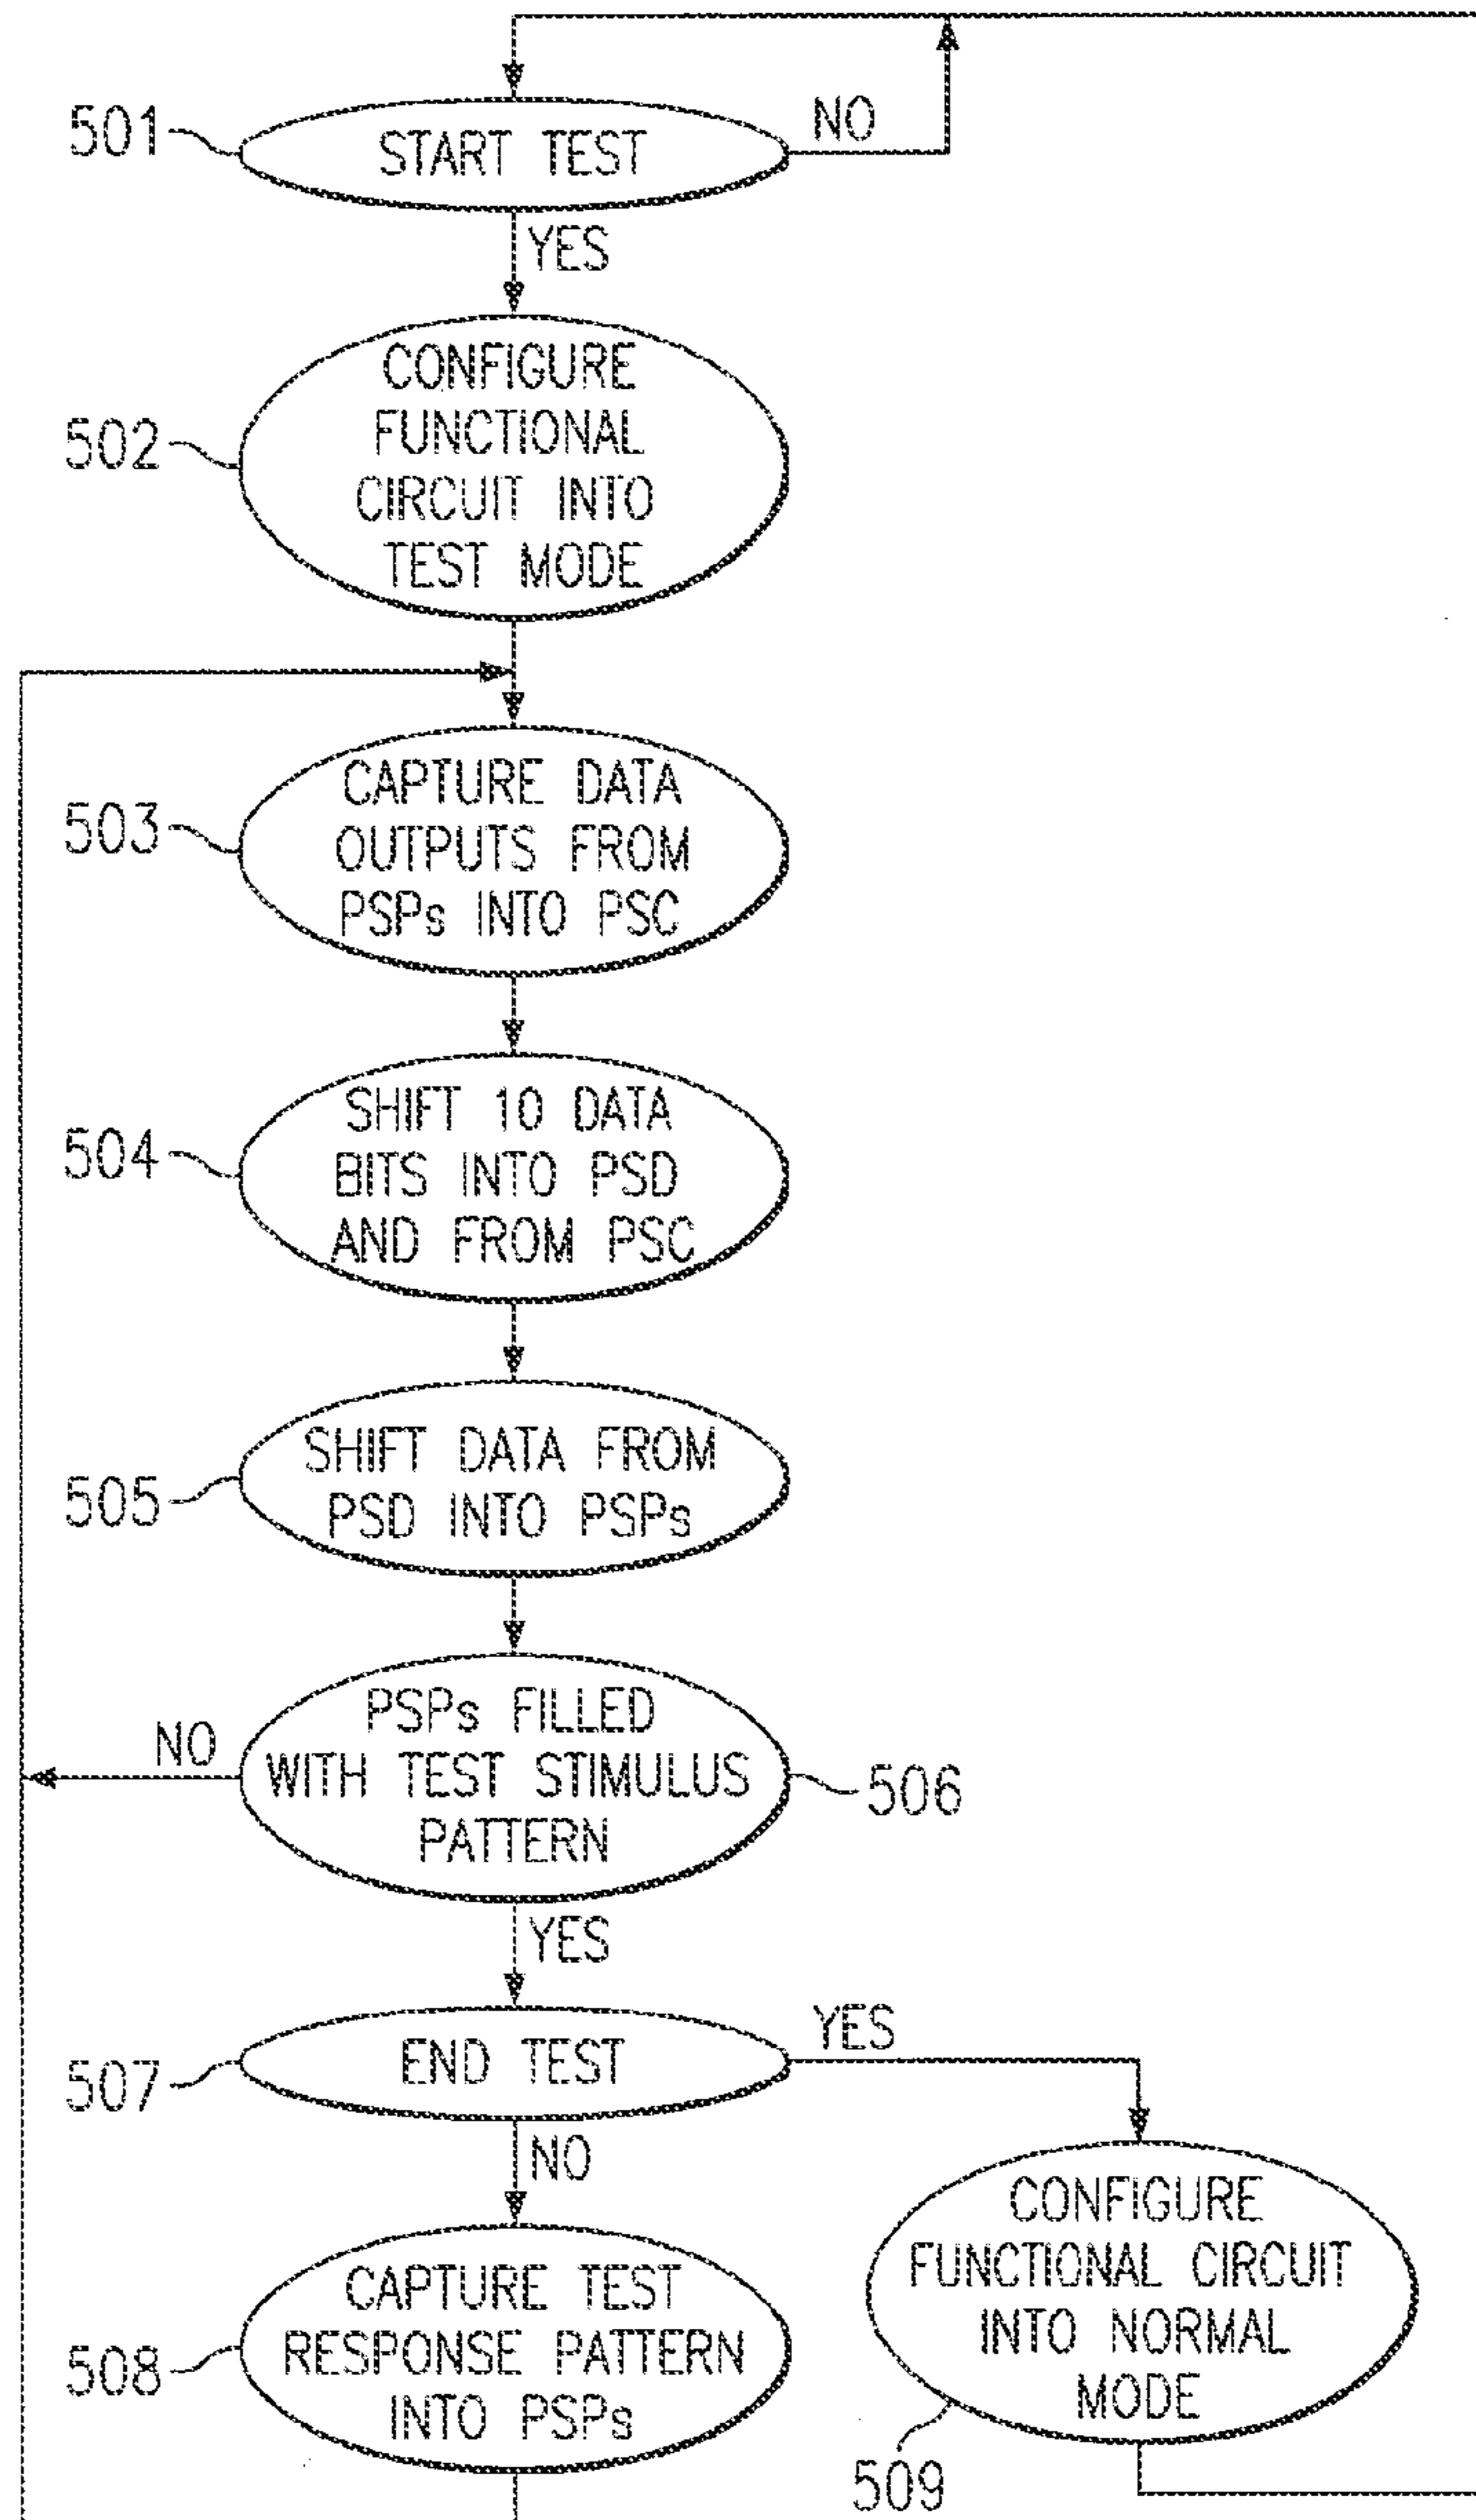 501
START TEST
NO
YES
502
CONFIGURE
FUNCTIONAL
CIRCUIT INTO
TEST MODE
503
CAPTURE DATA
OUTPUTS FROM
PSPs INTO PSC
504
SHIFT 10 DATA
BITS INTO PSD
AND FROM PSC
505
SHIFT DATA FROM
PSD INTO PSPs
NO
PSPs FILLED
WITH TEST STIMULUS
PATTERN
506
YES
507
END TEST
YES
NO
508
CAPTURE TEST
RESPONSE PATTERN
INTO PSPs
CONFIGURE
FUNCTIONAL CIRCUIT
INTO NORMAL
MODE
509